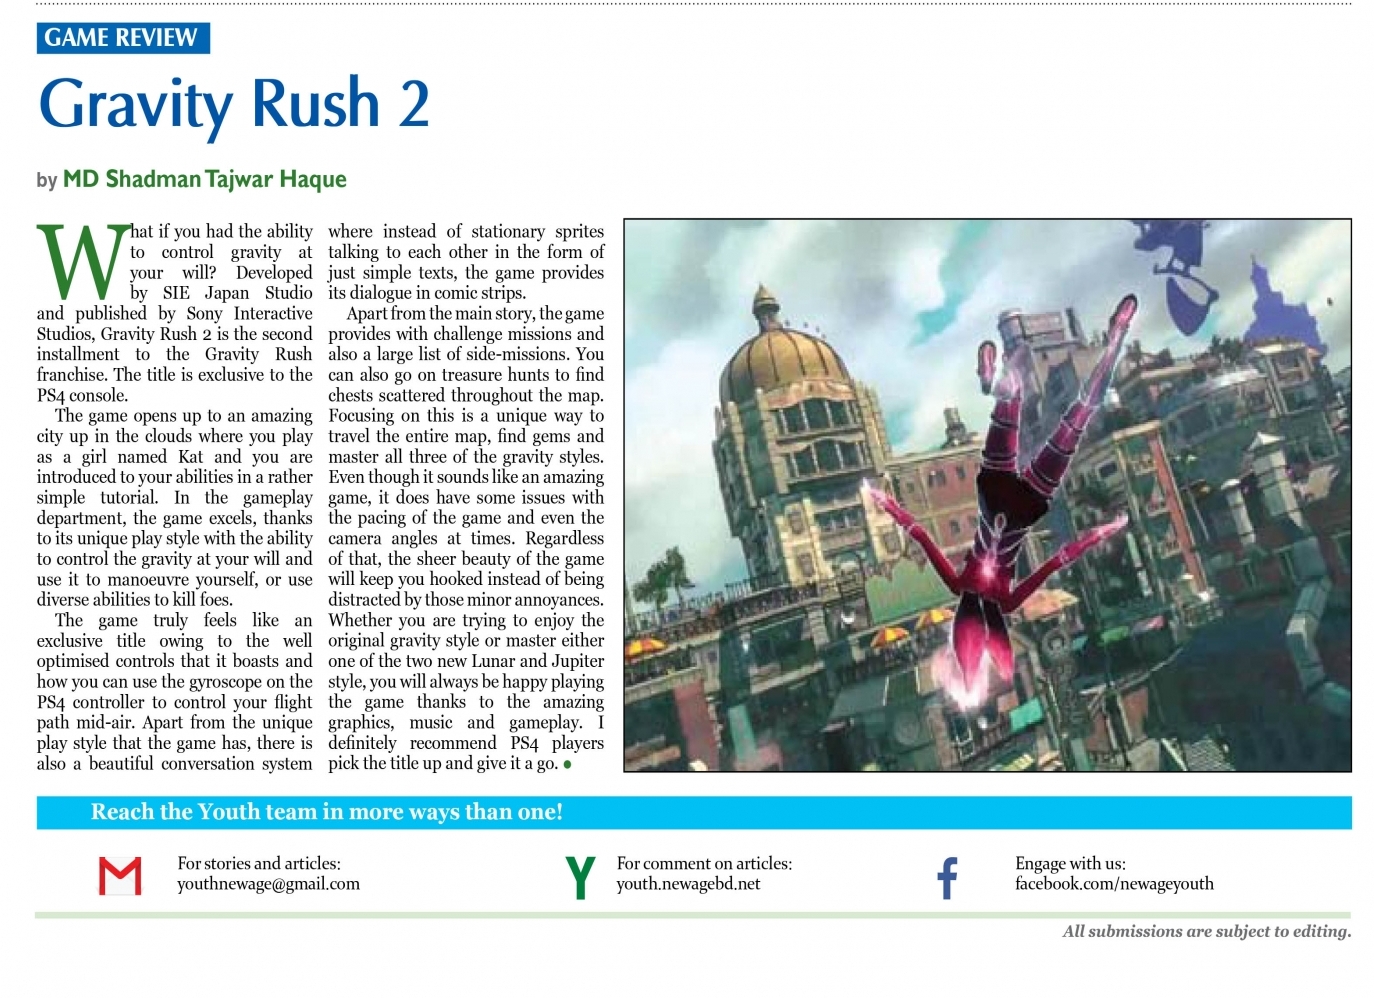 GAME REVIEW
Gravity Rush 2
by MD Shadman Tajwar Haque
What if you had the ability
to control gravity at
your will? Developed
by SIE Japan Studio
and published by Sony Interactive
Studios, Gravity Rush 2 is the second
installment to the Gravity Rush
franchise. The title is exclusive to the
PS4 console.
The game opens up to an amazing
city up in the clouds where you play
as a girl named Kat and you are
introduced to your abilities in a rather
simple tutorial. In the gameplay
department, the game excels, thanks
to its unique play style with the ability
to control the gravity at your will and
use it to manoeuvre yourself, or use
diverse abilities to kill foes.
The game truly feels like an
exclusive title owing to the well
optimised controls that it boasts and
how you can use the gyroscope on the
PS4 controller to control your flight
path mid-air. Apart from the unique
play style that the game has, there is
also a beautiful conversation system
where instead of stationary sprites
talking to each other in the form of
just simple texts, the game provides
its dialogue in comic strips.
Apart from the main story, the game
provides with challenge missions and
also a large list of side-missions. You
can also go on treasure hunts to find
chests scattered throughout the map.
Focusing on this is a unique way to
travel the entire map, find gems and
master all three of the gravity styles.
Even though it sounds like an amazing
game, it does have some issues with
the pacing of the game and even the
camera angles at times. Regardless
of that, the sheer beauty of the game
will keep you hooked instead of being
distracted by those minor annoyances.
Whether you are trying to enjoy the
original gravity style or master either
one of the two new Lunar and Jupiter
style, you will always be happy playing
the game thanks to the amazing
graphics, music and gameplay. I
definitely recommend PS4 players
pick the title up and give it a go. ●
Reach the Youth team in more ways than one!
For stories and articles:
youthnewage@gmail.com
Y
For comment on articles:
youth.newagebd.net
f
Engage with us:
facebook.com/newageyouth
All submissions are subject to editing.